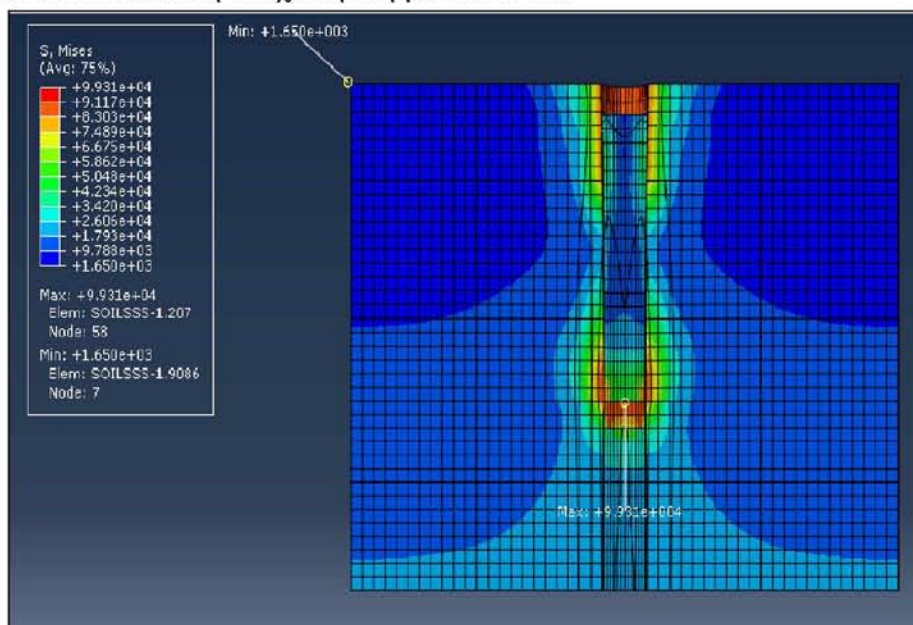 Min: +1.650e+003
S, Mises
(Avg: 75%)
+9.931e+04
+9.117e+04
+8.303e+04
+7.489e+04
+6.675e+04
+5.862e+04
+5.048e+04
+4.234e+04
+3.420e+04
+2.606e+04
+1.793e+04
+9.788e+03
+1.650e+03
Max: +9.931e+04
Elem: SOILSSS-1.207
Node: 58
Min: +1.650e+03
Elem: SOILSSS-1.9086
Node: 7
Max: +9.931e+004